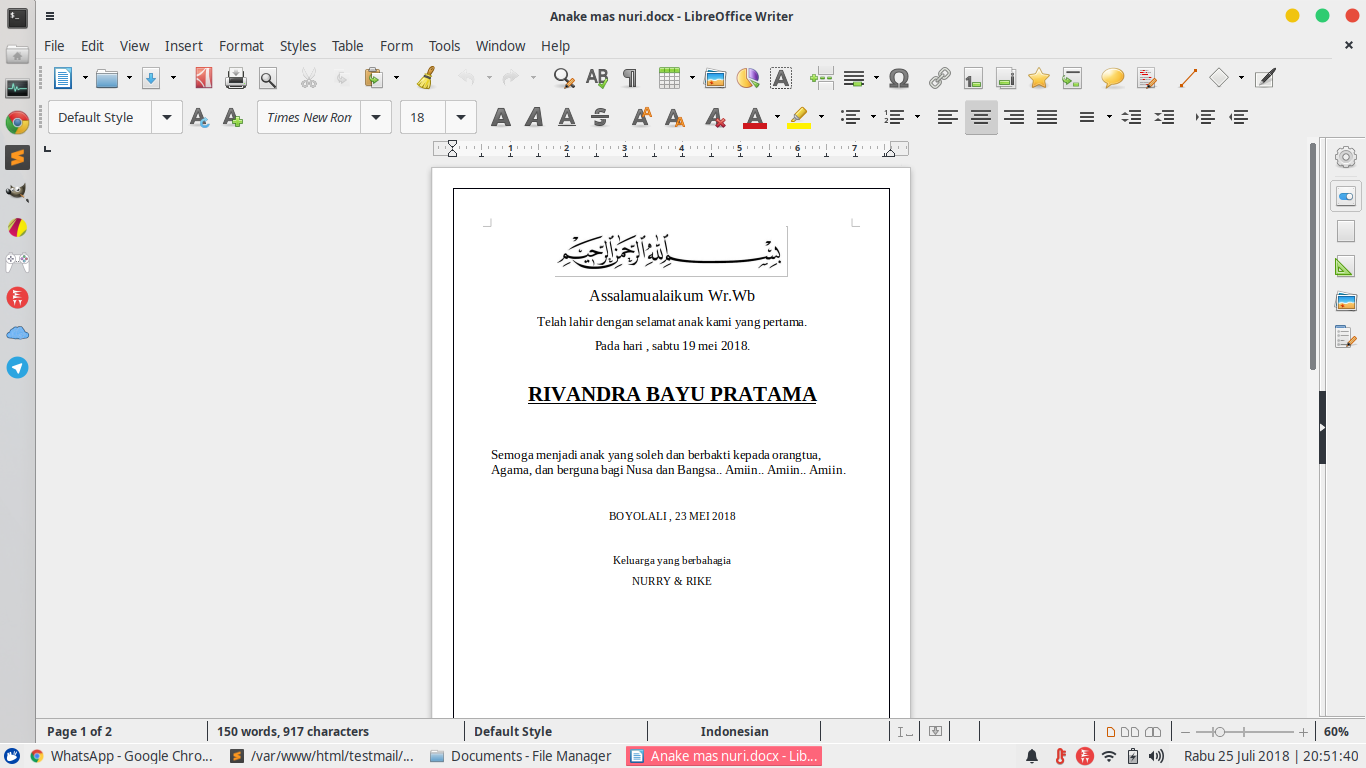 Anake mas nuri.docx - LibreOffice Writer
File Edit View Insert Format Styles Table Form Tools Window Help
Default Style Times New Ron 18
1 2 3 4 5 6 7
بِسْمِ ٱللَّٰهِ ٱلرَّحْمَٰنِ ٱلرَّحِيمِ
Assalamualaikum Wr.Wb
Telah lahir dengan selamat anak kami yang pertama.
Pada hari , sabtu 19 mei 2018.
RIVANDRA BAYU PRATAMA
Semoga menjadi anak yang soleh dan berbakti kepada orangtua,
Agama, dan berguna bagi Nusa dan Bangsa.. Amiin.. Amiin.. Amiin.
BOYOLALI , 23 MEI 2018
Keluarga yang berbahagia
NURRY & RIKE
Page 1 of 2 150 words, 917 characters Default Style Indonesian 60%
WhatsApp - Google Chro... /var/www/html/testmail/... Documents - File Manager Anake mas nuri.docx - Lib... Rabu 25 Juli 2018 | 20:51:40